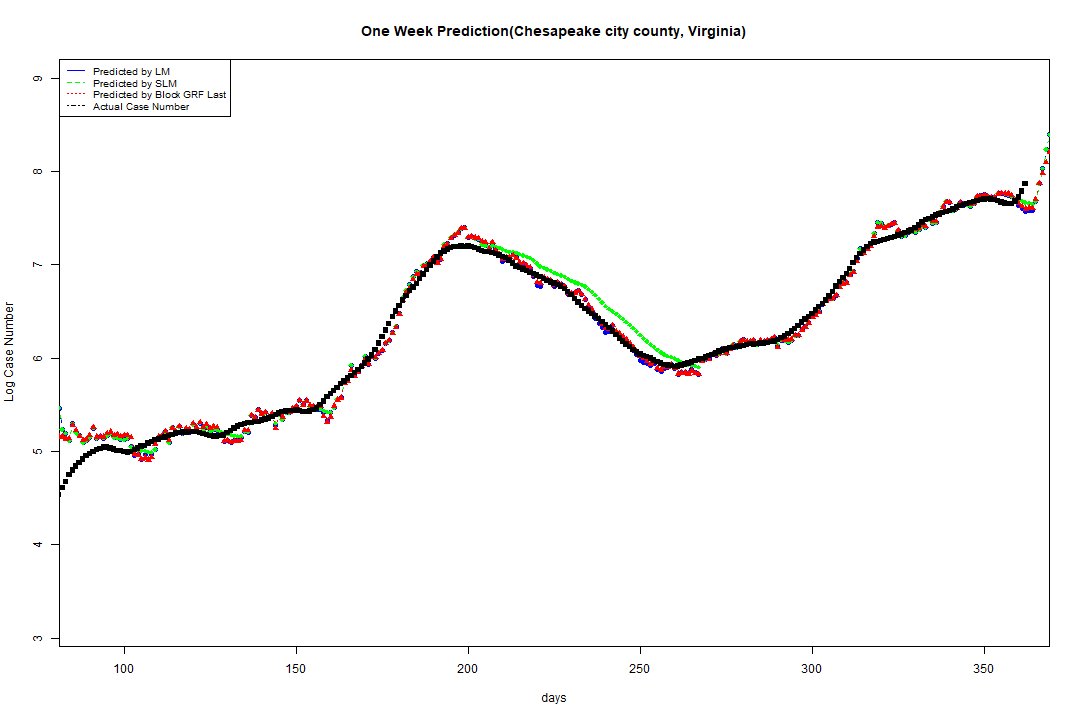 One Week Prediction(Chesapeake city county, Virginia)
Predicted by LM
Predicted by SLM
Predicted by Block GRF Last
Actual Case Number
9
8
7
6
5
4
3
Log Case Number
100 150 200 250 300 350
days